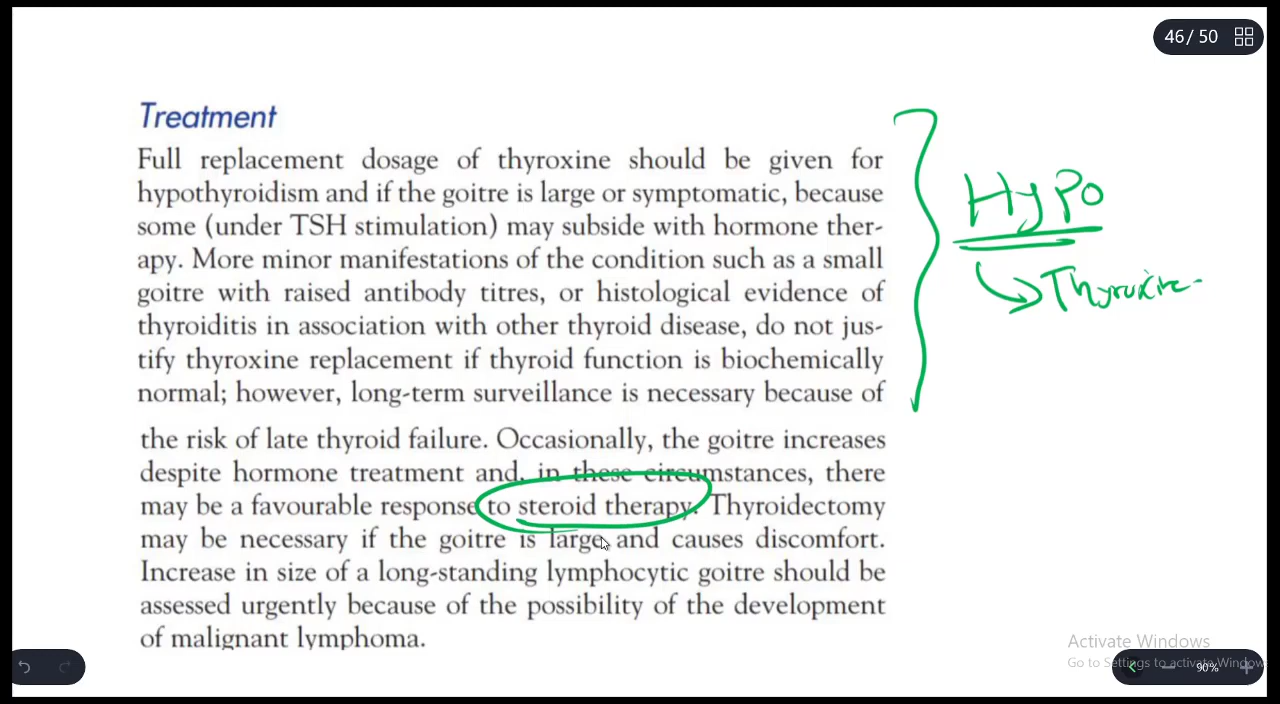 46/ 50
Treatment
Full replacement dosage of thyroxine should be given for
hypothyroidism and if the goitre is large or symptomatic, because
some (under TSH stimulation) may subside with hormone ther-
apy. More minor manifestations of the condition such as a small
goitre with raised antibody titres, or histological evidence of
thyroiditis in association with other thyroid disease, do not jus-
tify thyroxine replacement if thyroid function is biochemically
normal; however, long-term surveillance is necessary because of
the risk of late thyroid failure. Occasionally, the goitre increases
despite hormone treatment and, in these circumstances, there
may be a favourable response to steroid therapy. Thyroidectomy
may be necessary if the goitre is large and causes discomfort.
Increase in size of a long-standing lymphocytic goitre should be
assessed urgently because of the possibility of the development
of malignant lymphoma.
HyPo
Thyroxine
Activate Windows
Go to Settings to activate Windows
90%